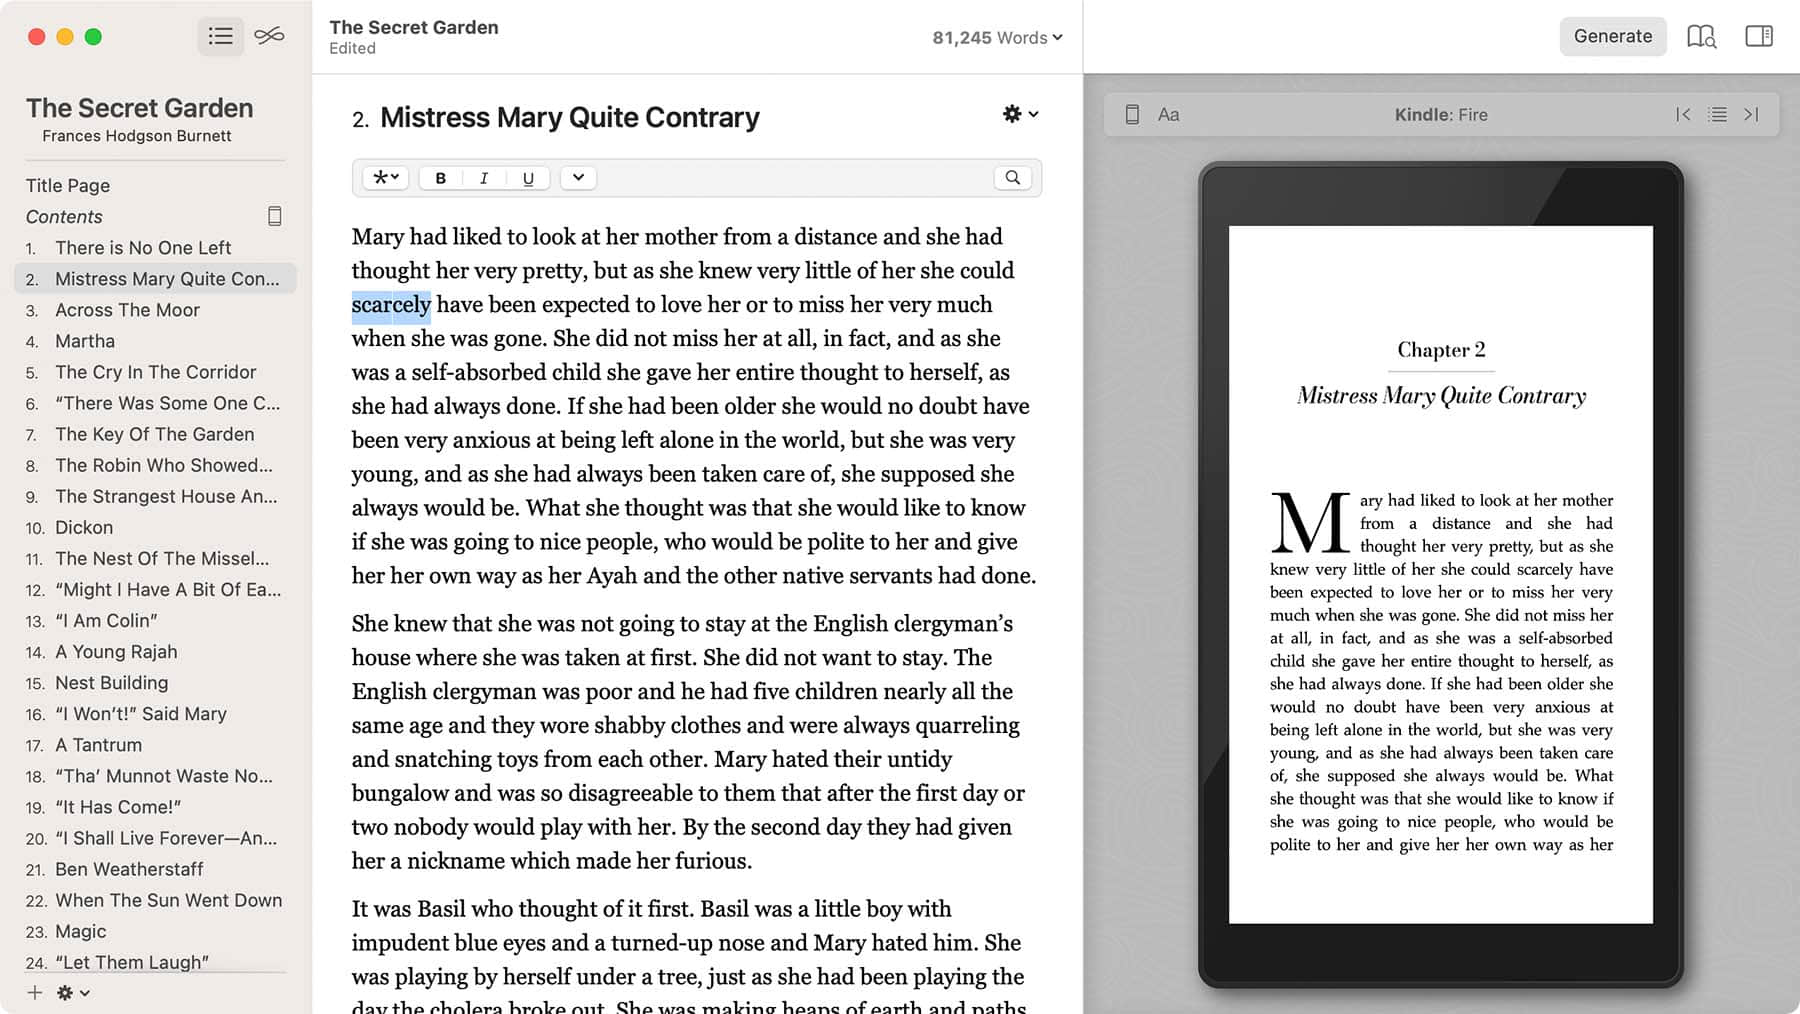 The Secret Garden
Frances Hodgson Burnett
Title Page
Contents
1. There is No One Left
2. Mistress Mary Quite Con...
3. Across The Moor
4. Martha
5. The Cry In The Corridor
6. “There Was Some One C...
7. The Key Of The Garden
8. The Robin Who Showed...
9. The Strangest House An...
10. Dickon
11. The Nest Of The Missel...
12. “Might I Have A Bit Of Ea...
13. “I Am Colin”
14. A Young Rajah
15. Nest Building
16. “I Won’t!” Said Mary
17. A Tantrum
18. “Tha’ Munnot Waste No...
19. “It Has Come!”
20. “I Shall Live Forever—An...
21. Ben Weatherstaff
22. When The Sun Went Down
23. Magic
24. “Let Them Laugh”
The Secret Garden
Edited
81,245 Words
2. Mistress Mary Quite Contrary
B I U
Mary had liked to look at her mother from a distance and she had
thought her very pretty, but as she knew very little of her she could
scarcely have been expected to love her or to miss her very much
when she was gone. She did not miss her at all, in fact, and as she
was a self-absorbed child she gave her entire thought to herself, as
she had always done. If she had been older she would no doubt have
been very anxious at being left alone in the world, but she was very
young, and as she had always been taken care of, she supposed she
always would be. What she thought was that she would like to know
if she was going to nice people, who would be polite to her and give
her her own way as her Ayah and the other native servants had done.
She knew that she was not going to stay at the English clergyman’s
house where she was taken at first. She did not want to stay. The
English clergyman was poor and he had five children nearly all the
same age and they wore shabby clothes and were always quarreling
and snatching toys from each other. Mary hated their untidy
bungalow and was so disagreeable to them that after the first day or
two nobody would play with her. By the second day they had given
her a nickname which made her furious.
It was Basil who thought of it first. Basil was a little boy with
impudent blue eyes and a turned-up nose and Mary hated him. She
was playing by herself under a tree, just as she had been playing the
day the cholera broke out. She was making heaps of earth and paths
Generate
Aa
Kindle: Fire
Chapter 2
Mistress Mary Quite Contrary
Mary had liked to look at her mother
from a distance and she had
thought her very pretty, but as she
knew very little of her she could scarcely have
been expected to love her or to miss her very
much when she was gone. She did not miss her
at all, in fact, and as she was a self-absorbed
child she gave her entire thought to herself, as
she had always done. If she had been older she
would no doubt have been very anxious at
being left alone in the world, but she was very
young, and as she had always been taken care
of, she supposed she always would be. What
she thought was that she would like to know if
she was going to nice people, who would be
polite to her and give her her own way as her